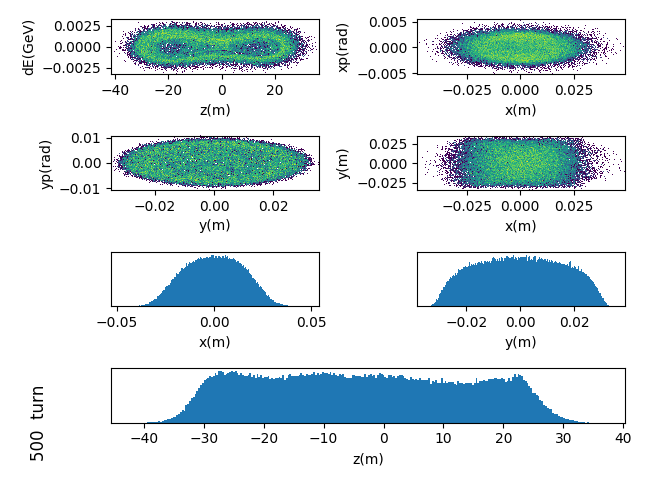 dE(GeV)
0.0025
0.0000
−0.0025
−40 −20 0 20
z(m)
xp(rad)
0.005
0.000
−0.005
−0.025 0.000 0.025
x(m)
yp(rad)
0.01
0.00
−0.01
−0.02 0.00 0.02
y(m)
y(m)
0.025
0.000
−0.025
−0.025 0.000 0.025
x(m)
−0.05 0.00 0.05
x(m)
−0.02 0.00 0.02
y(m)
500 turn
−40 −30 −20 −10 0 10 20 30 40
z(m)